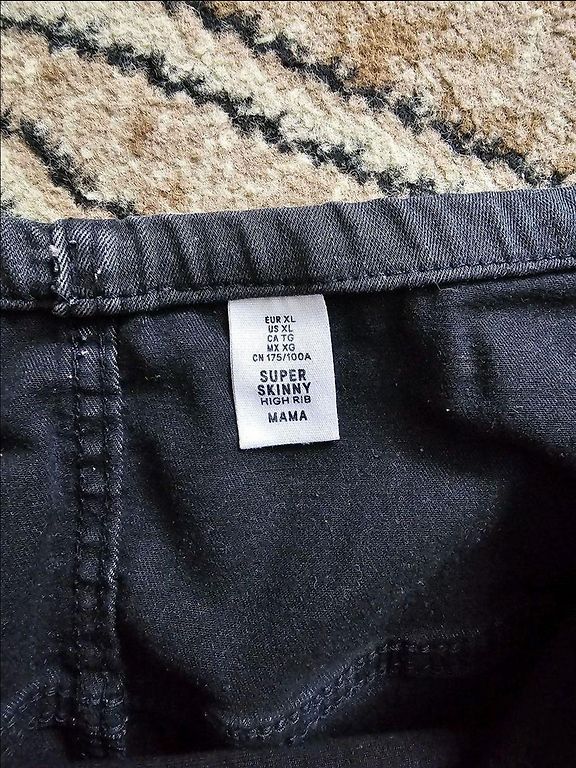 EUR XL
US XL
CA TG
MX XG
CN 175/100A
SUPER
SKINNY
HIGH RIB
MAMA